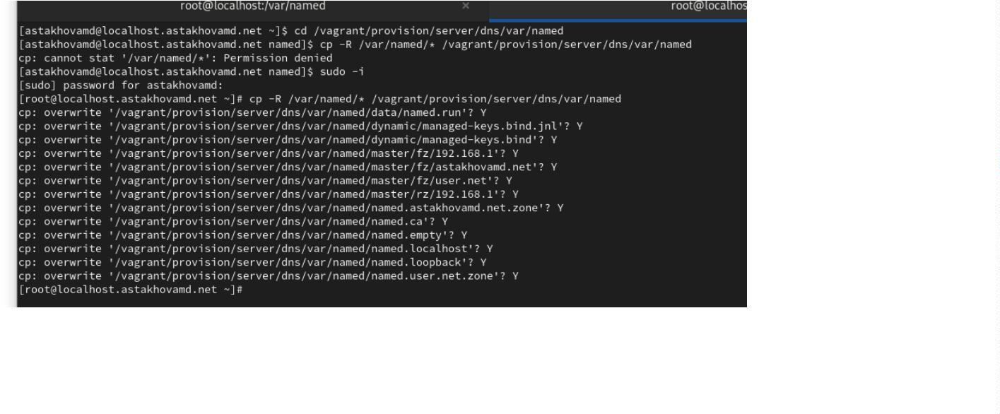 root@localhost:/var/named × root@localhos
[astakhovamd@localhost.astakhovamd.net ~]$ cd /vagrant/provision/server/dns/var/named
[astakhovamd@localhost.astakhovamd.net named]$ cp -R /var/named/* /vagrant/provision/server/dns/var/named
cp: cannot stat '/var/named/*': Permission denied
[astakhovamd@localhost.astakhovamd.net named]$ sudo -i
[sudo] password for astakhovamd:
[root@localhost.astakhovamd.net ~]# cp -R /var/named/* /vagrant/provision/server/dns/var/named
cp: overwrite '/vagrant/provision/server/dns/var/named/data/named.run'? Y
cp: overwrite '/vagrant/provision/server/dns/var/named/dynamic/managed-keys.bind.jnl'? Y
cp: overwrite '/vagrant/provision/server/dns/var/named/dynamic/managed-keys.bind'? Y
cp: overwrite '/vagrant/provision/server/dns/var/named/master/fz/192.168.1'? Y
cp: overwrite '/vagrant/provision/server/dns/var/named/master/fz/astakhovamd.net'? Y
cp: overwrite '/vagrant/provision/server/dns/var/named/master/fz/user.net'? Y
cp: overwrite '/vagrant/provision/server/dns/var/named/master/rz/192.168.1'? Y
cp: overwrite '/vagrant/provision/server/dns/var/named/named.astakhovamd.net.zone'? Y
cp: overwrite '/vagrant/provision/server/dns/var/named/named.ca'? Y
cp: overwrite '/vagrant/provision/server/dns/var/named/named.empty'? Y
cp: overwrite '/vagrant/provision/server/dns/var/named/named.localhost'? Y
cp: overwrite '/vagrant/provision/server/dns/var/named/named.loopback'? Y
cp: overwrite '/vagrant/provision/server/dns/var/named/named.user.net.zone'? Y
[root@localhost.astakhovamd.net ~]#